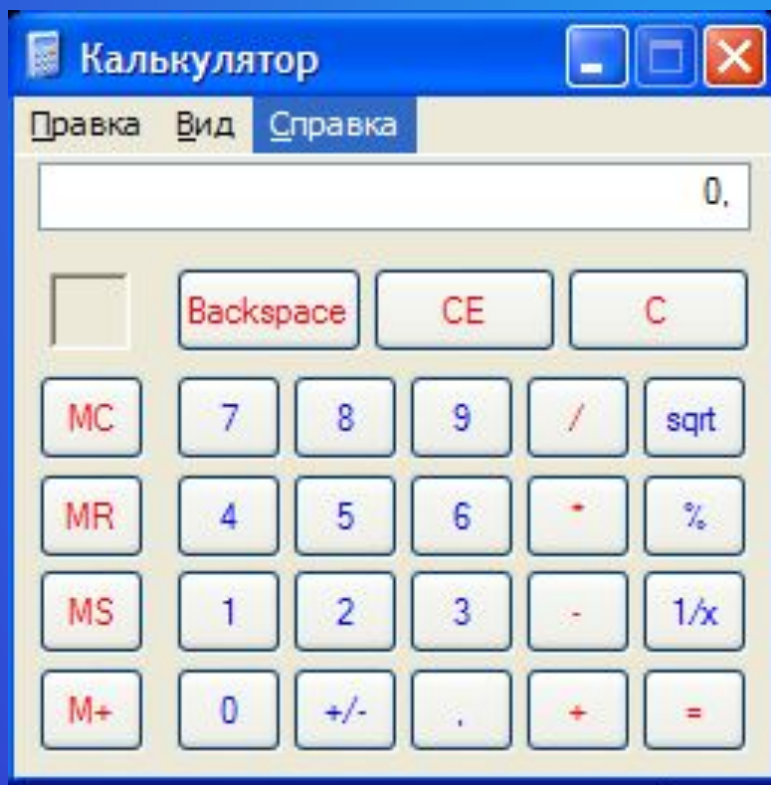 Калькулятор
Правка Вид Справка
0,
Backspace CE C
MC 7 8 9 / sqrt
MR 4 5 6 * %
MS 1 2 3 - 1/x
M+ 0 +/- , + =